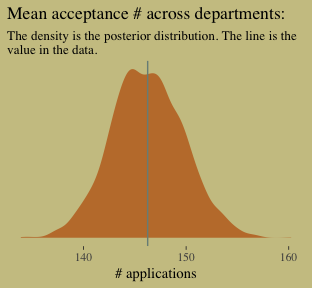 Mean acceptance # across departments:
The density is the posterior distribution. The line is the
value in the data.
140 150 160
# applications